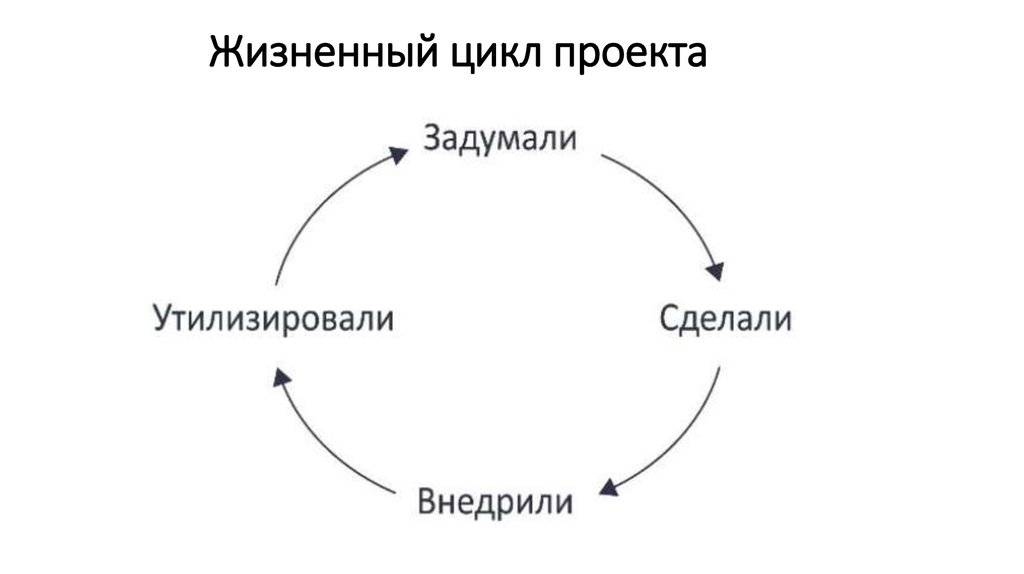 Жизненный цикл проекта
Задумали
Утилизировали
Сделали
Внедрили